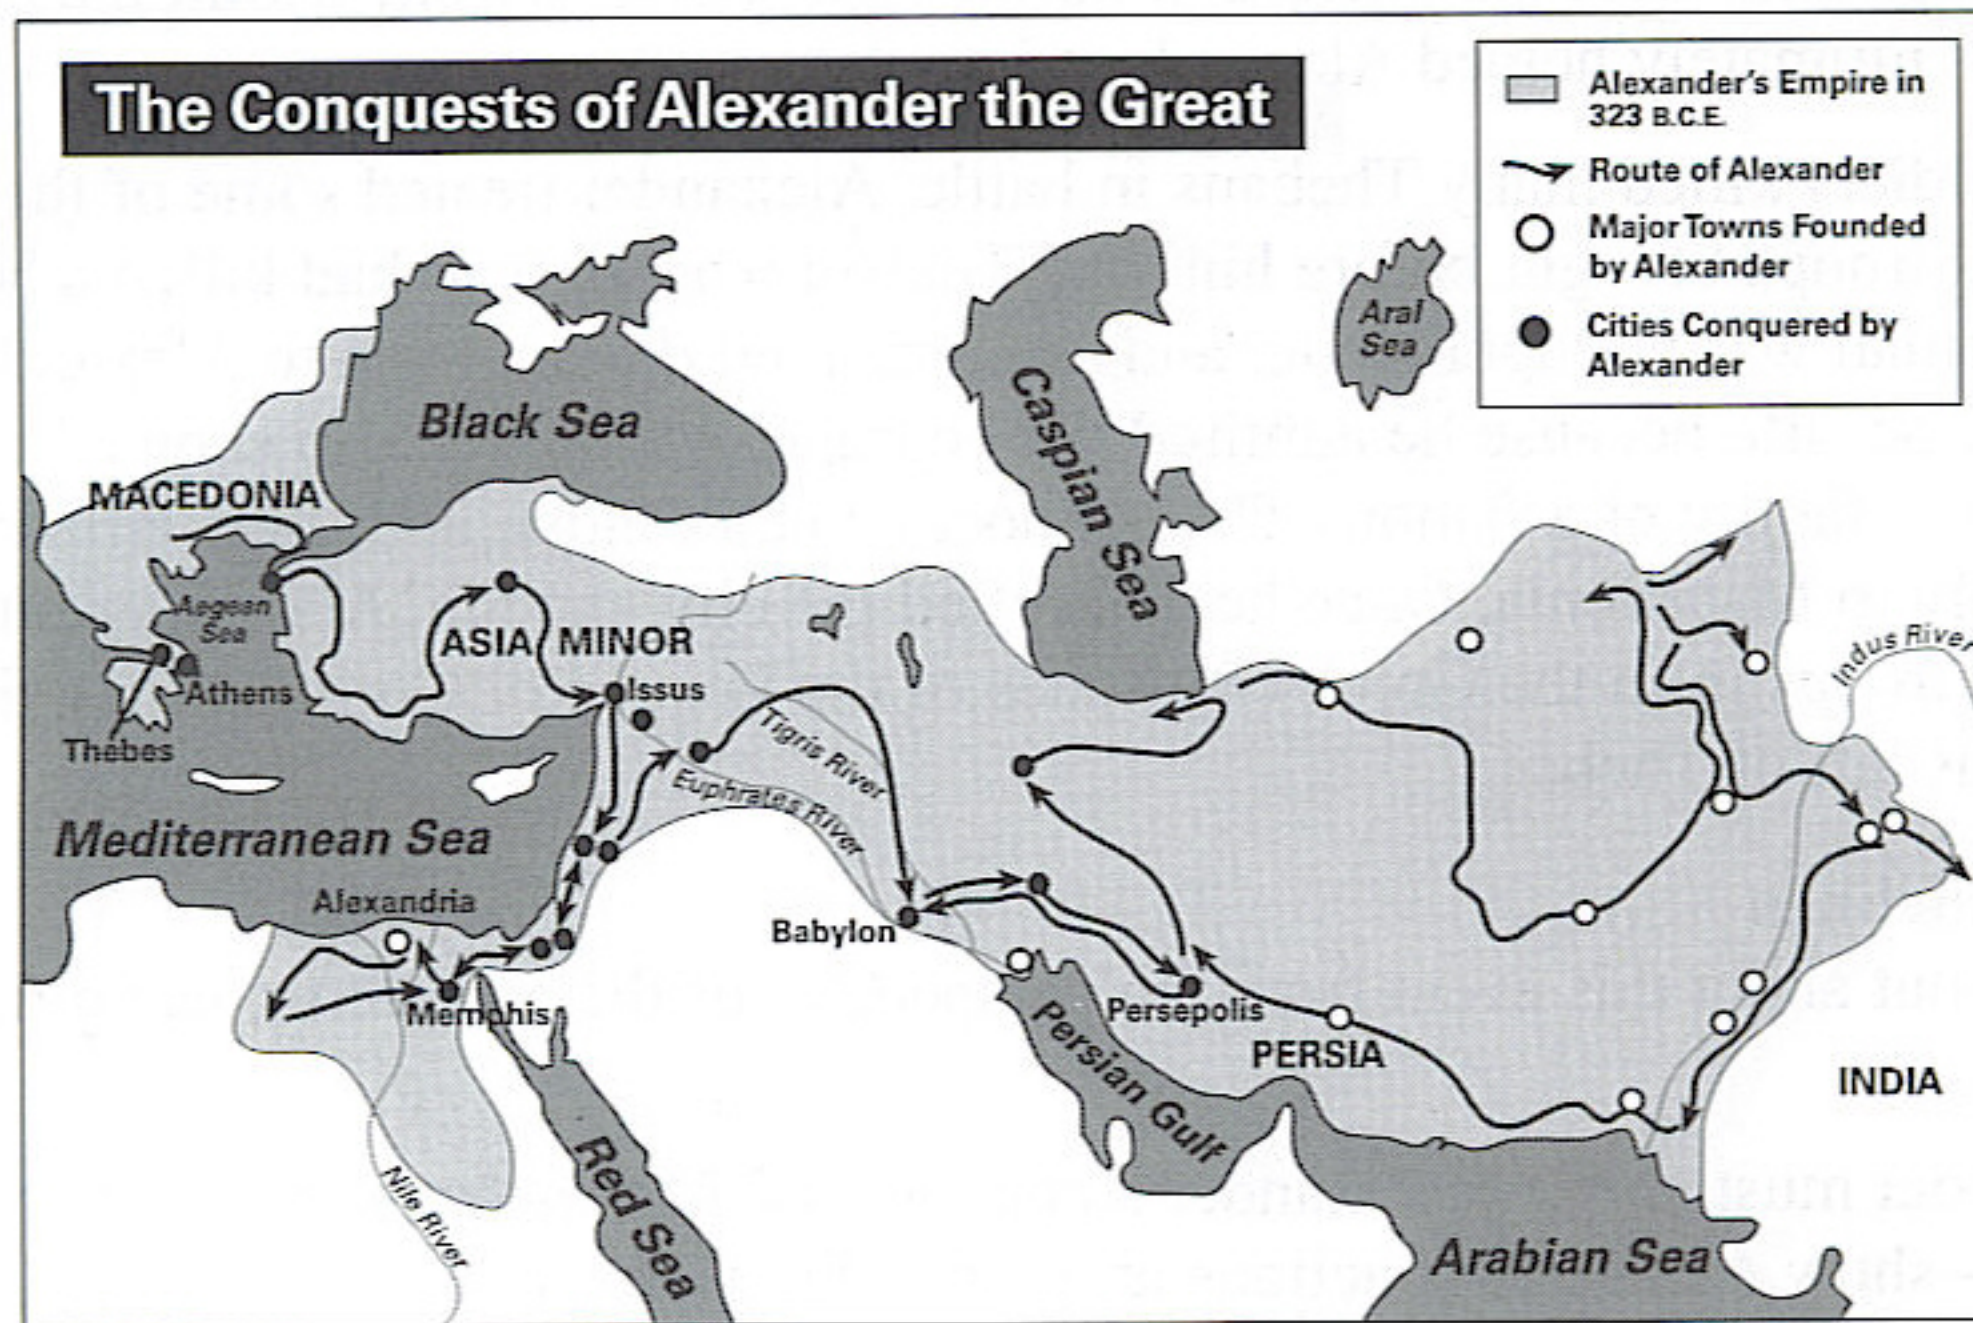 The Conquests of Alexander the Great
Alexander's Empire in
323 B.C.E.
Route of Alexander
Major Towns Founded
by Alexander
Cities Conquered by
Alexander
Aral
Sea
Black Sea
Caspian Sea
MACEDONIA
Aegean
Sea
ASIA MINOR
Indus River
Issus
Athens
Thebes
Tigris River
Euphrates River
Mediterranean Sea
Alexandria
Babylon
Memphis
Persepolis
PERSIA
Persian Gulf
INDIA
Nile River
Red Sea
Arabian Sea